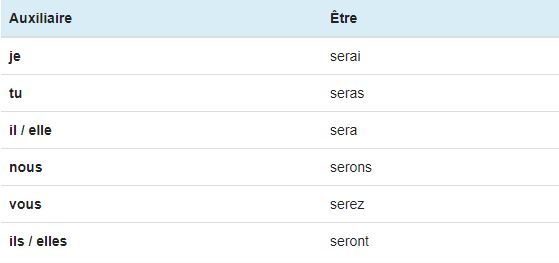 Auxiliaire Être
je serai
tu seras
il / elle sera
nous serons
vous serez
ils / elles seront